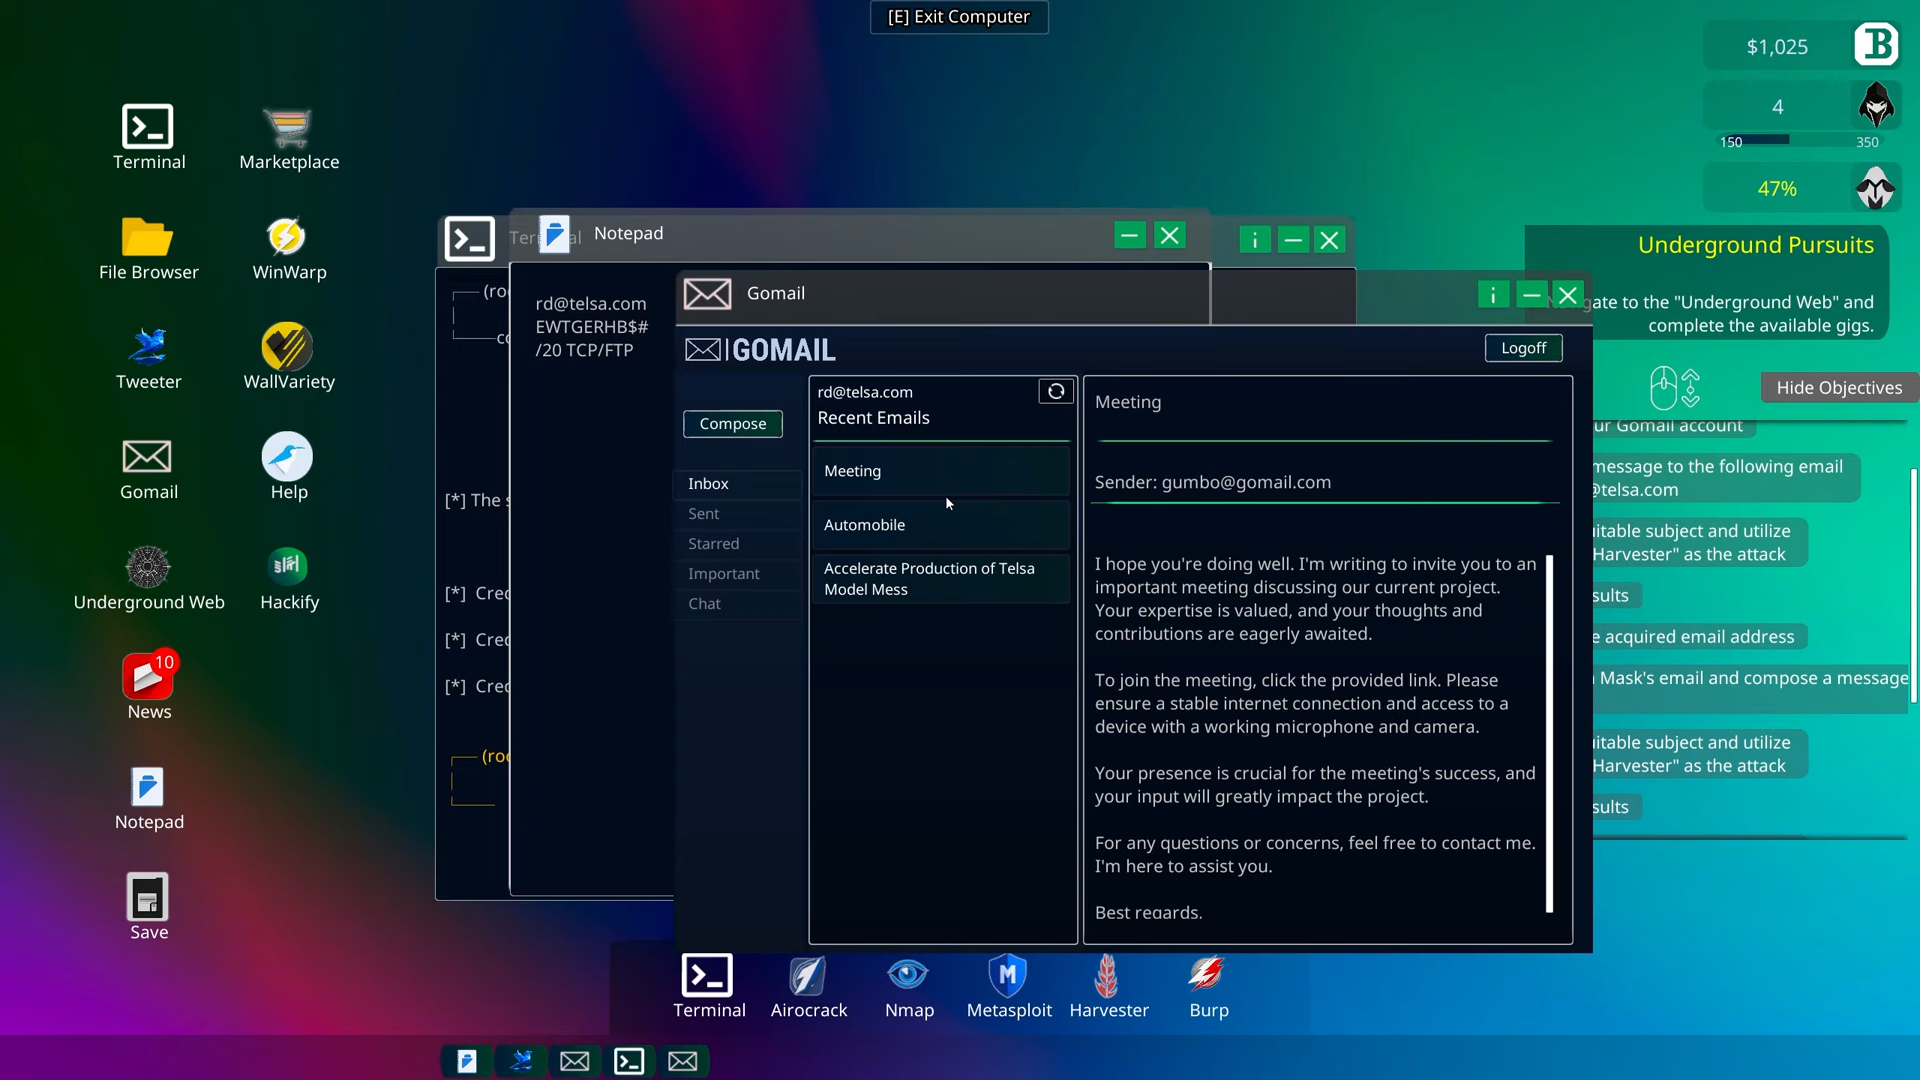 [E] Exit Computer
$1,025
4
150
350
47%
Underground Pursuits
gate to the "Underground Web" and
complete the available gigs.
Hide Objectives
ur Gomail account
message to the following email
@telsa.com
uitable subject and utilize
Harvester" as the attack
sults
e acquired email address
Mask's email and compose a message
uitable subject and utilize
Harvester" as the attack
sults
Terminal
Marketplace
File Browser
WinWarp
Tweeter
WallVariety
Gomail
Help
Underground Web
Hackify
10
News
Notepad
Save
Notepad
rd@telsa.com
EWTGERHB$#
/20 TCP/FTP
(roo
co
[*] The s
[*] Cred
[*] Cred
[*] Cred
(roo
Gomail
GOMAIL
Logoff
Compose
Inbox
Sent
Starred
Important
Chat
rd@telsa.com
Recent Emails
Meeting
Automobile
Accelerate Production of Telsa
Model Mess
Meeting
Sender: gumbo@gomail.com
I hope you're doing well. I'm writing to invite you to an
important meeting discussing our current project.
Your expertise is valued, and your thoughts and
contributions are eagerly awaited.
To join the meeting, click the provided link. Please
ensure a stable internet connection and access to a
device with a working microphone and camera.
Your presence is crucial for the meeting's success, and
your input will greatly impact the project.
For any questions or concerns, feel free to contact me.
I'm here to assist you.
Best regards.
Terminal
Airocrack
Nmap
Metasploit
Harvester
Burp